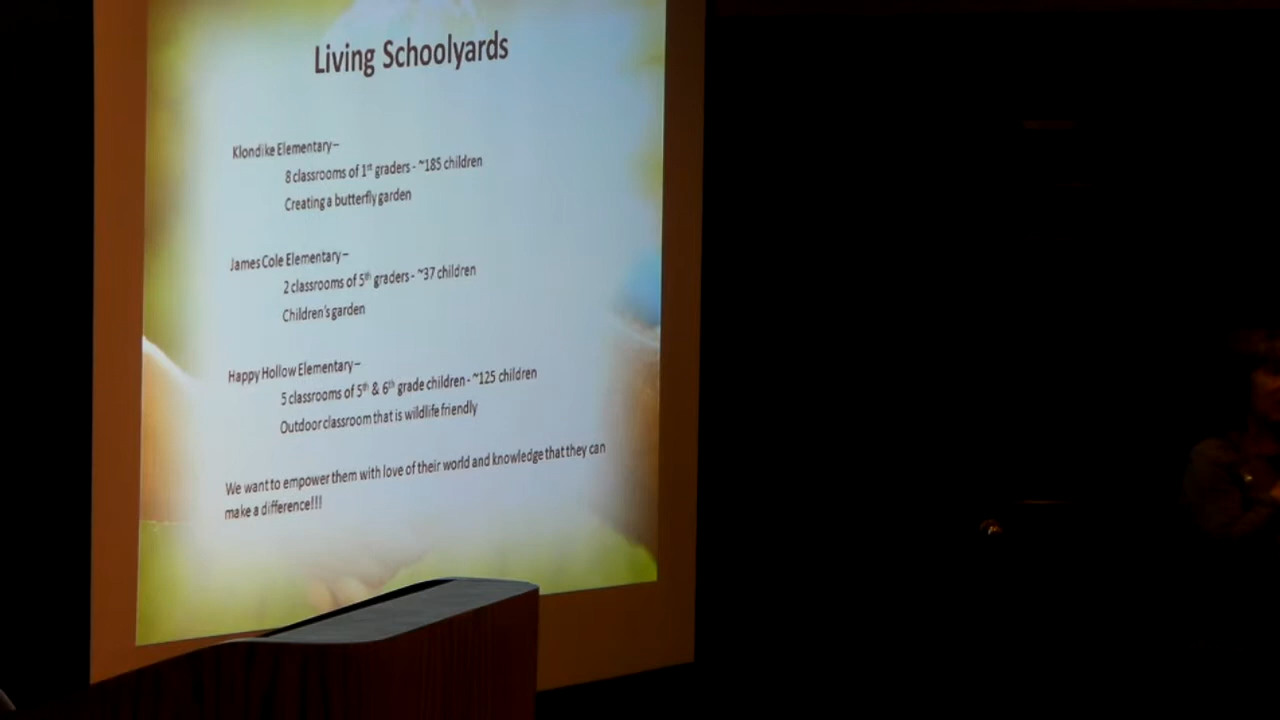 Living Schoolyards
Klondike Elementary –
8 classrooms of 1st graders - ~185 children
Creating a butterfly garden
James Cole Elementary –
2 classrooms of 5th graders - ~37 children
Children's garden
Happy Hollow Elementary –
5 classrooms of 5th & 6th grade children - ~125 children
Outdoor classroom that is wildlife friendly
We want to empower them with love of their world and knowledge that they can
make a difference!!!